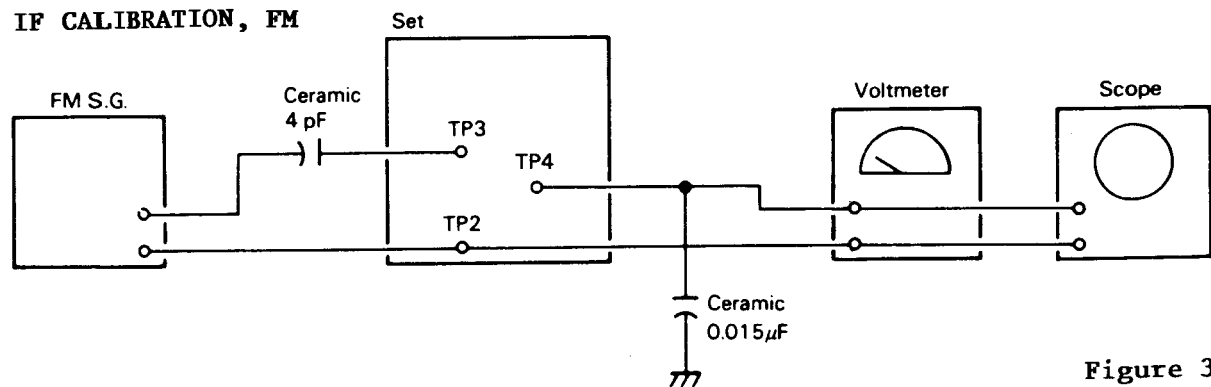 IF CALIBRATION, FM
Set
FM S.G.
Ceramic
4 pF
TP3
TP4
TP2
Voltmeter
Scope
Ceramic
0.015μF
Figure 3